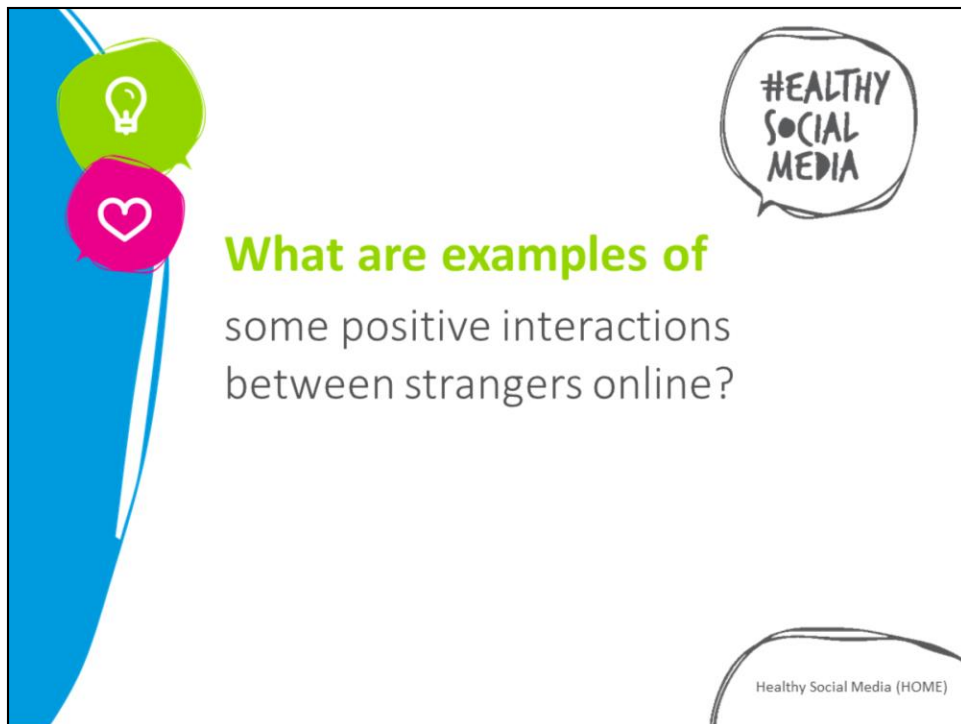 #EALTHY
SOCIAL
MEDIA
What are examples of
some positive interactions
between strangers online?
Healthy Social Media (HOME)